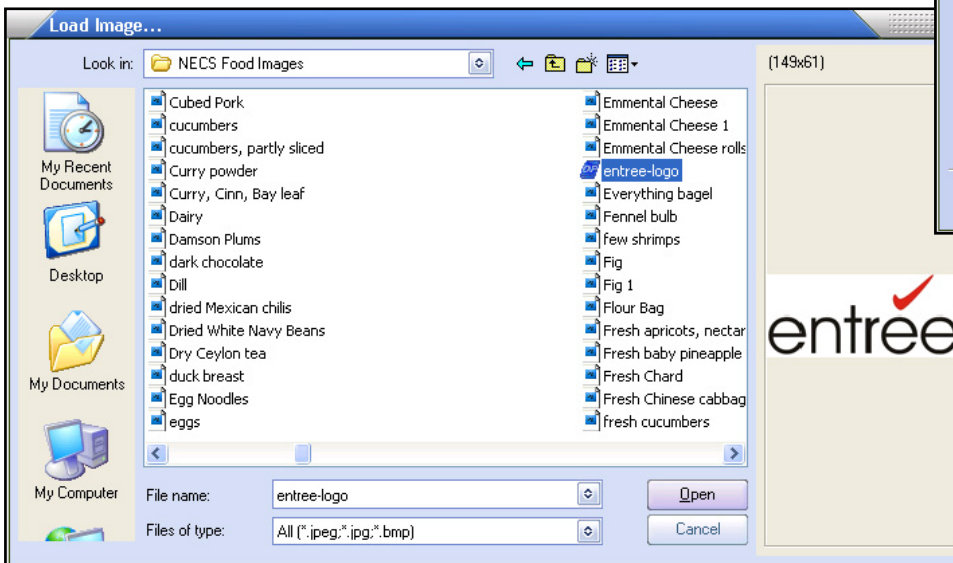 Load Image...
Look in:
NECS Food Images
(149x61)
My Recent
Documents
Desktop
My Documents
My Computer
Cubed Pork
cucumbers
cucumbers, partly sliced
Curry powder
Curry, Cinn, Bay leaf
Dairy
Damson Plums
dark chocolate
Dill
dried Mexican chilis
Dried White Navy Beans
Dry Ceylon tea
duck breast
Egg Noodles
eggs
Emmental Cheese
Emmental Cheese 1
Emmental Cheese rolls
entree-logo
Everything bagel
Fennel bulb
few shrimps
Fig
Fig 1
Flour Bag
Fresh apricots, nectar
Fresh baby pineapple
Fresh Chard
Fresh Chinese cabbag
fresh cucumbers
entrée
File name:
entree-logo
Open
Files of type:
All (*.jpeg;*.jpg;*.bmp)
Cancel